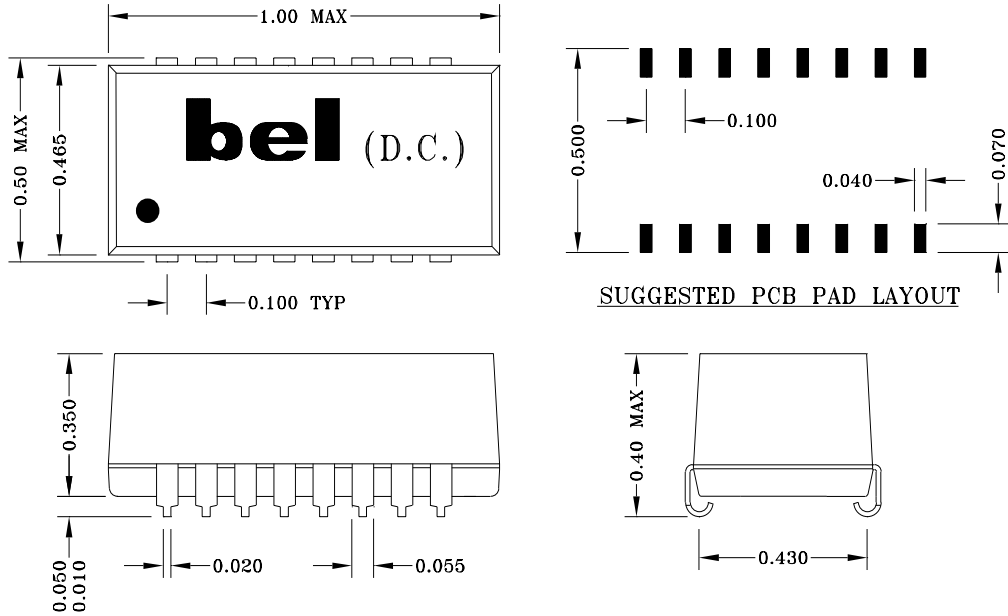 1.00 MAX
0.50 MAX
0.465
bel (D.C.)
0.100 TYP
0.500
0.100
0.040
0.070
SUGGESTED PCB PAD LAYOUT
0.350
0.050
0.010
0.020
0.055
0.40 MAX
0.430